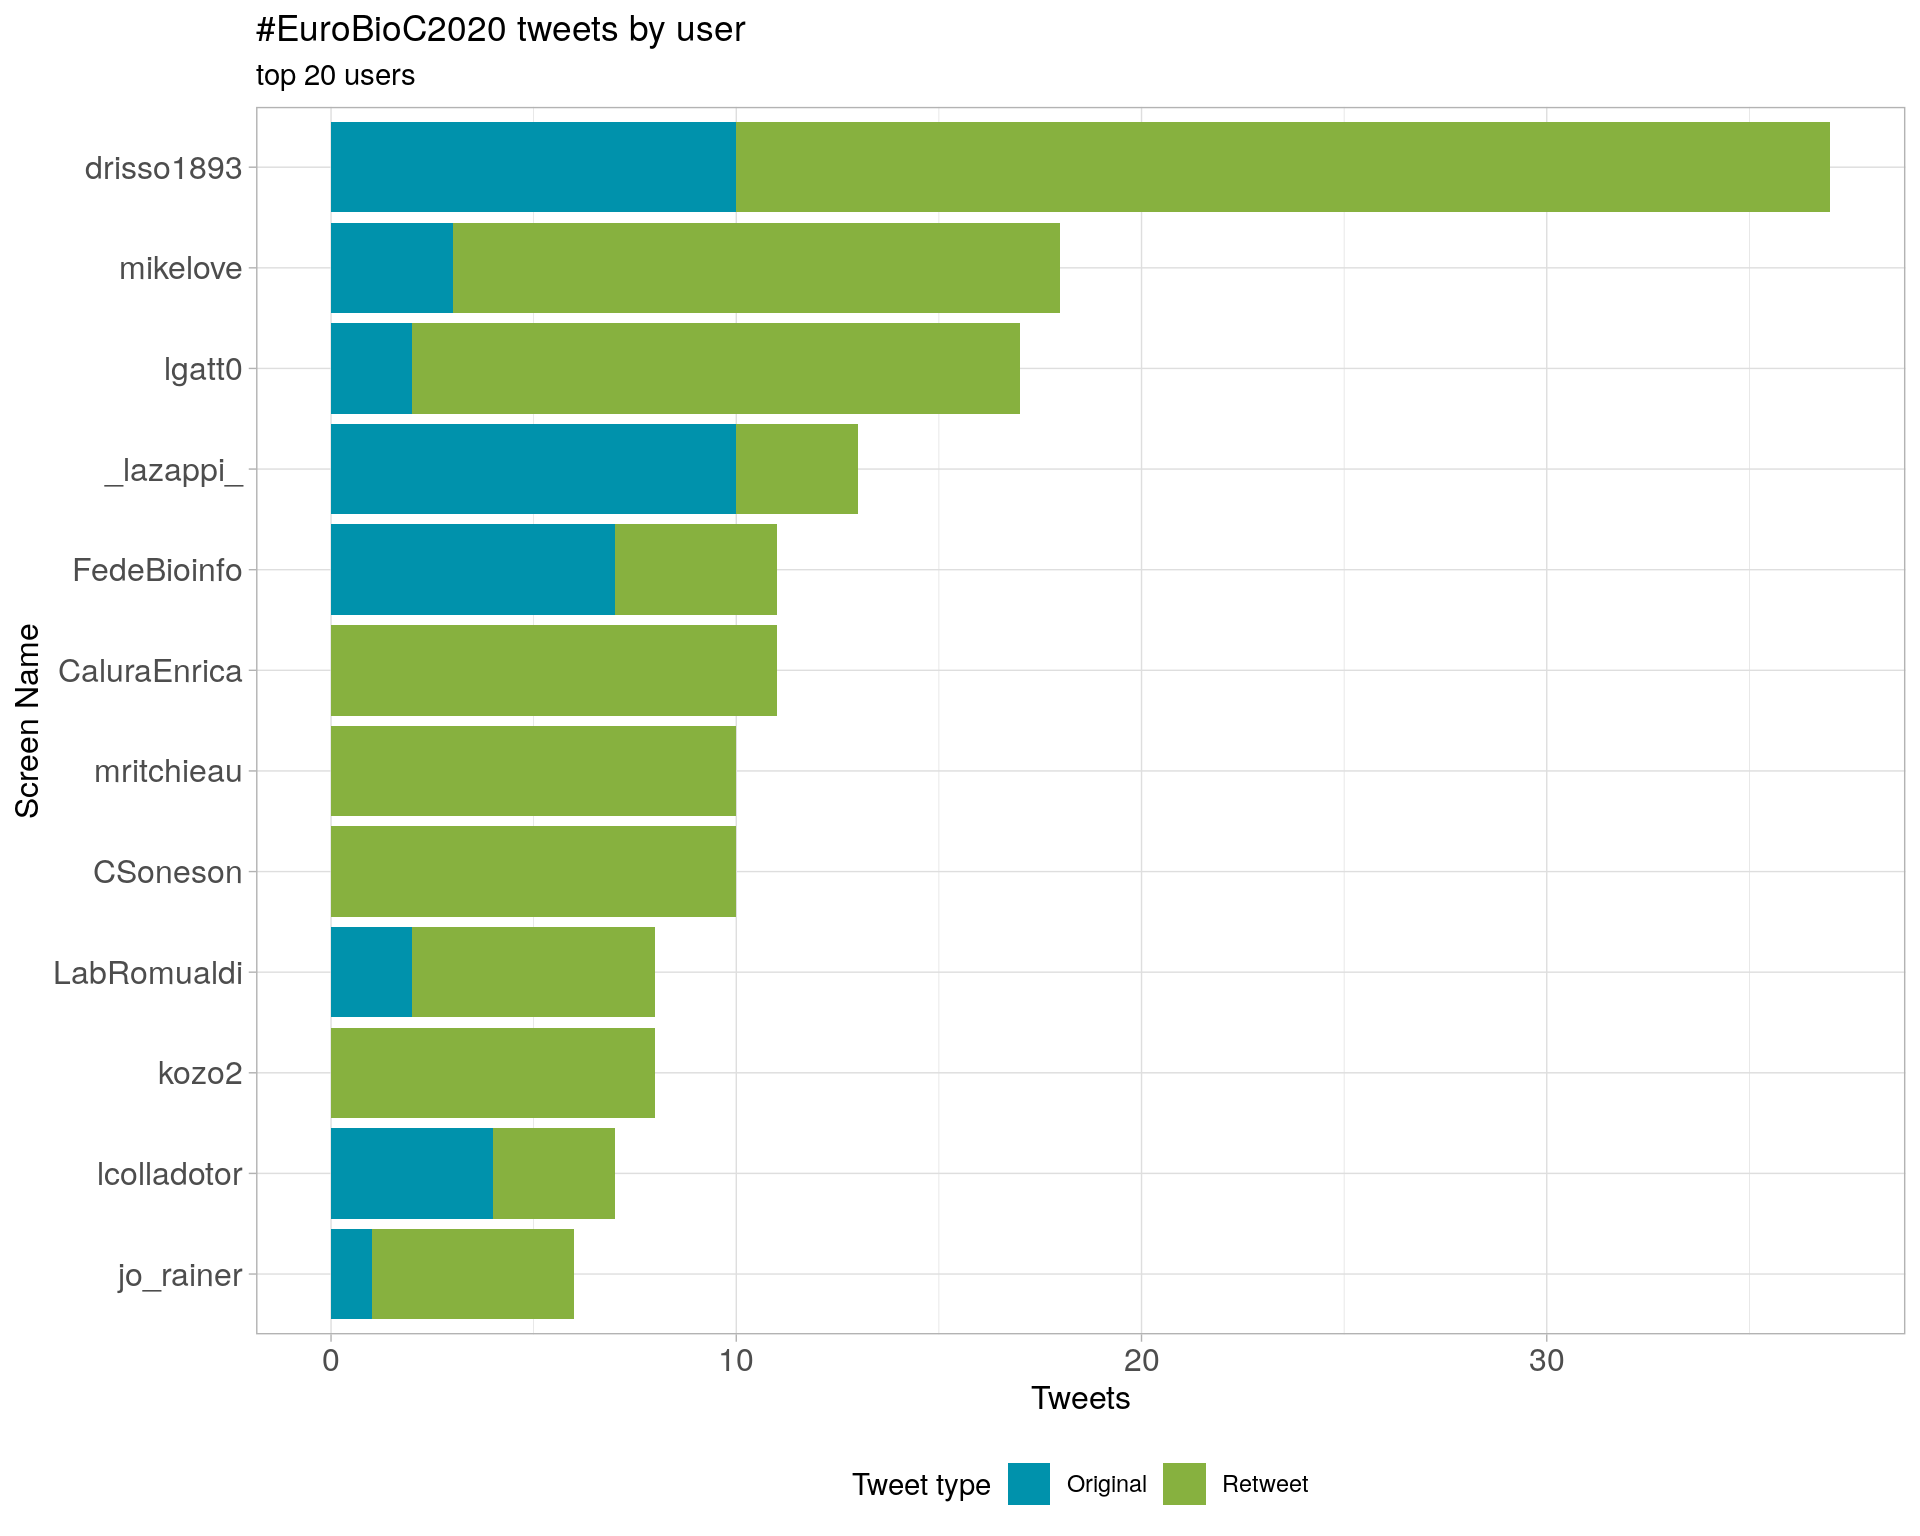 #EuroBioC2020 tweets by user
top 20 users
Screen Name
drisso1893
mikelove
lgatt0
_lazappi_
FedeBioinfo
CaluraEnrica
mritchieau
CSoneson
LabRomualdi
kozo2
lcolladotor
jo_rainer
0 10 20 30
Tweets
Tweet type Original Retweet